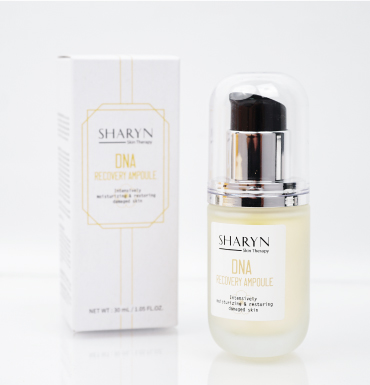 SHARYN
Skin Therapy
DNA
RECOVERY AMPOULE
Intensively
moisturizing & restoring
damaged skin
NET WT. 30 mL / 1.05 FL.OZ.
SHARYN
Skin Therapy
DNA
RECOVERY AMPOULE
Intensively
moisturizing & restoring
damaged skin